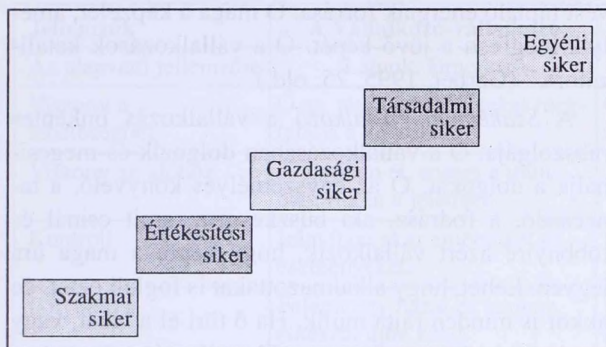 Egyéni
siker
Társadalmi
siker
Gazdasági
siker
Értékesítési
siker
Szakmai
siker